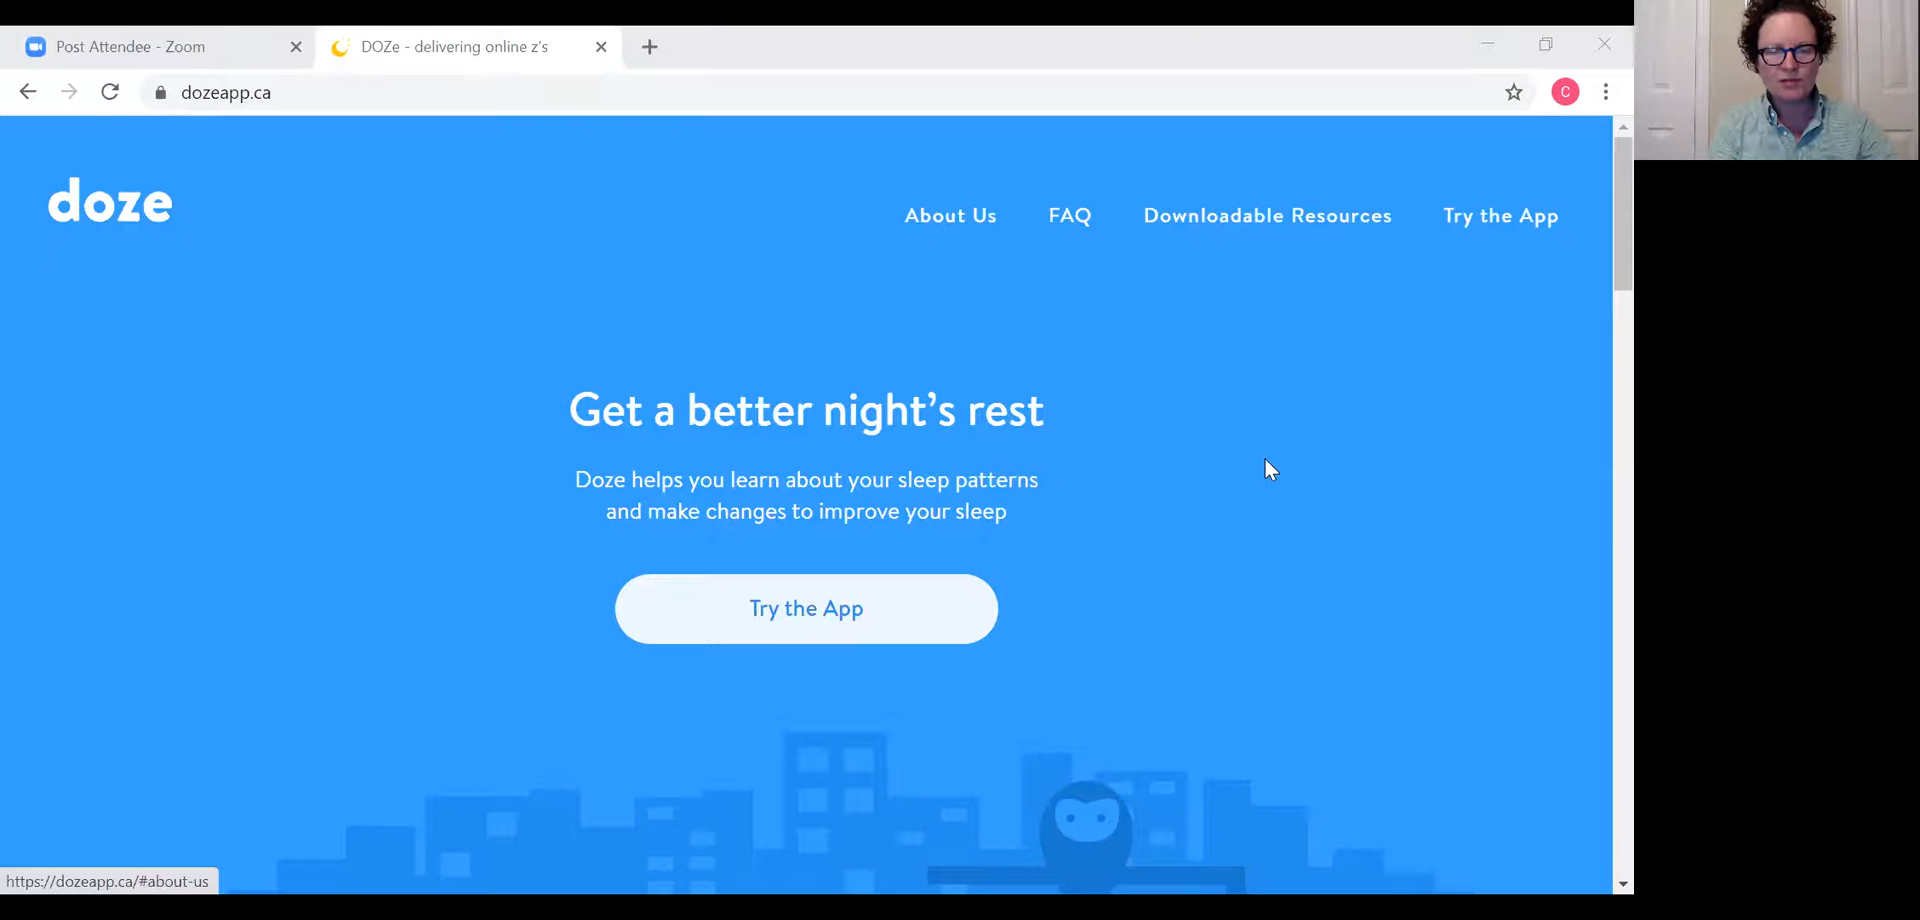 Post Attendee - Zoom
DOZe - delivering online z's
dozeapp.ca
C
doze
About Us
FAQ
Downloadable Resources
Try the App
Get a better night’s rest
Doze helps you learn about your sleep patterns
and make changes to improve your sleep
Try the App
https://dozeapp.ca/#about-us